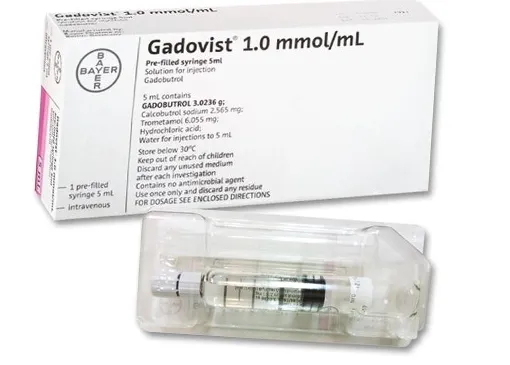 BAYER
BAYER
Gadovist® 1.0 mmol/mL
Pre-filled syringe 5ml
Solution for injection
Gadobutrol
5 mL contains
GADOBUTROL 3.0236 g;
Calcobutrol sodium 2.565 mg;
Trometamol 6.055 mg;
Hydrochloric acid;
Water for injections to 5 mL
Store below 30°C
Keep out of reach of children
Discard any unused medium
after each investigation
Contains no antimicrobial agent
Use once only and discard any residue
FOR DOSAGE SEE ENCLOSED DIRECTIONS
1 pre-filled
syringe 5 mL
intravenous